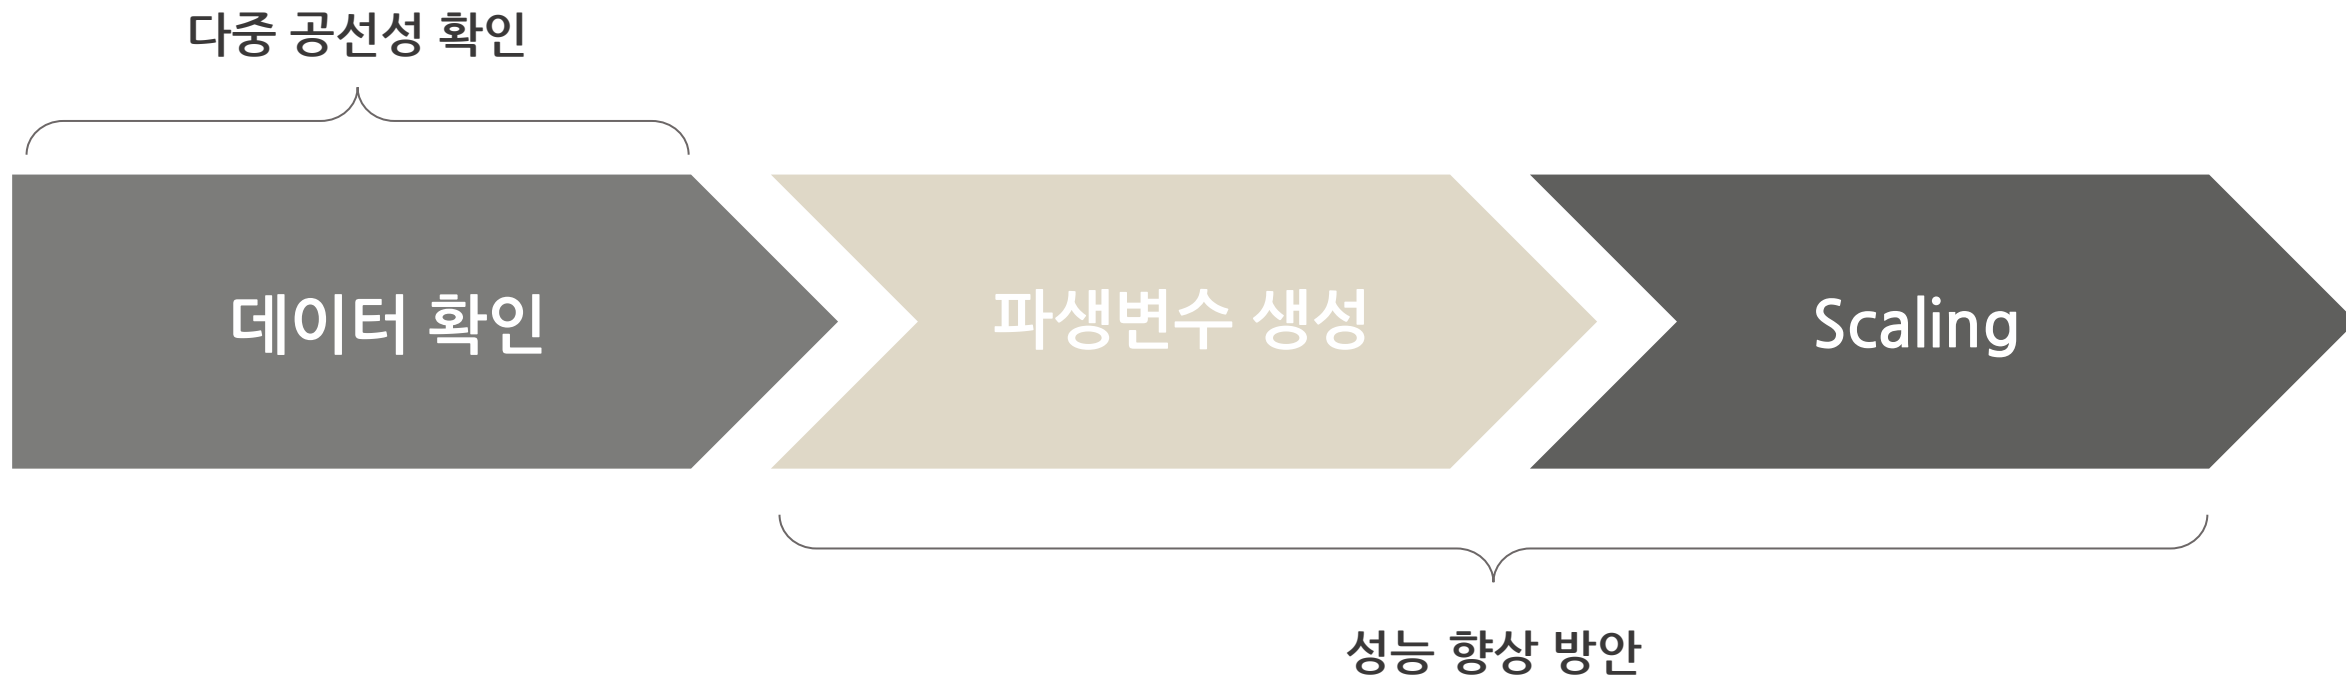 다중 공선성 확인
데이터 확인
파생변수 생성
Scaling
성능 향상 방안